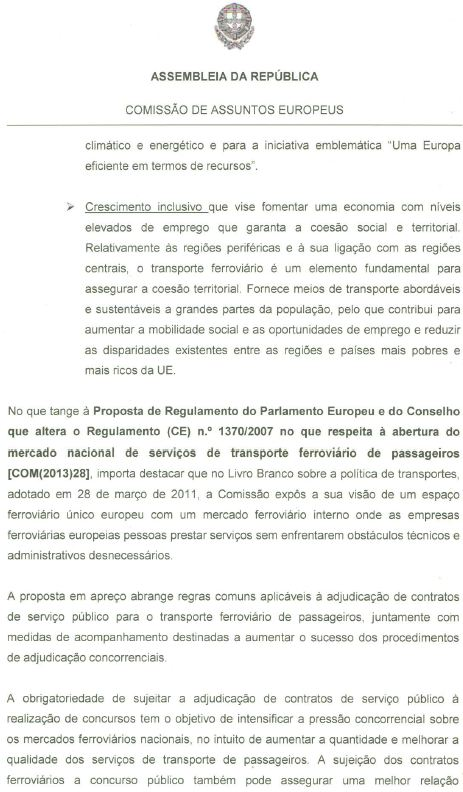 ASSEMBLEIA DA REPÚBLICA
COMISSÃO DE ASSUNTOS EUROPEUS
climático e energético e para a iniciativa emblemática “Uma Europa
eficiente em termos de recursos”.
➢ Crescimento inclusivo que vise fomentar uma economia com níveis
elevados de emprego que garanta a coesão social e territorial.
Relativamente às regiões periféricas e à sua ligação com as regiões
centrais, o transporte ferroviário é um elemento fundamental para
assegurar a coesão territorial. Fornece meios de transporte abordáveis
e sustentáveis a grandes partes da população, pelo que contribui para
aumentar a mobilidade social e as oportunidades de emprego e reduzir
as disparidades existentes entre as regiões e países mais pobres e
mais ricos da UE.
No que tange à Proposta de Regulamento do Parlamento Europeu e do Conselho
que altera o Regulamento (CE) n.º 1370/2007 no que respeita à abertura do
mercado nacional de serviços de transporte ferroviário de passageiros
[COM(2013)28], importa destacar que no Livro Branco sobre a política de transportes,
adotado em 28 de março de 2011, a Comissão expôs a sua visão de um espaço
ferroviário único europeu com um mercado ferroviário interno onde as empresas
ferroviárias europeias pessoas prestar serviços sem enfrentarem obstáculos técnicos e
administrativos desnecessários.
A proposta em apreço abrange regras comuns aplicáveis à adjudicação de contratos
de serviço público para o transporte ferroviário de passageiros, juntamente com
medidas de acompanhamento destinadas a aumentar o sucesso dos procedimentos
de adjudicação concorrenciais.
A obrigatoriedade de sujeitar a adjudicação de contratos de serviço público à
realização de concursos tem o objetivo de intensificar a pressão concorrencial sobre
os mercados ferroviários nacionais, no intuito de aumentar a quantidade e melhorar a
qualidade dos serviços de transporte de passageiros. A sujeição dos contratos
ferroviários a concurso público também pode assegurar uma melhor relação